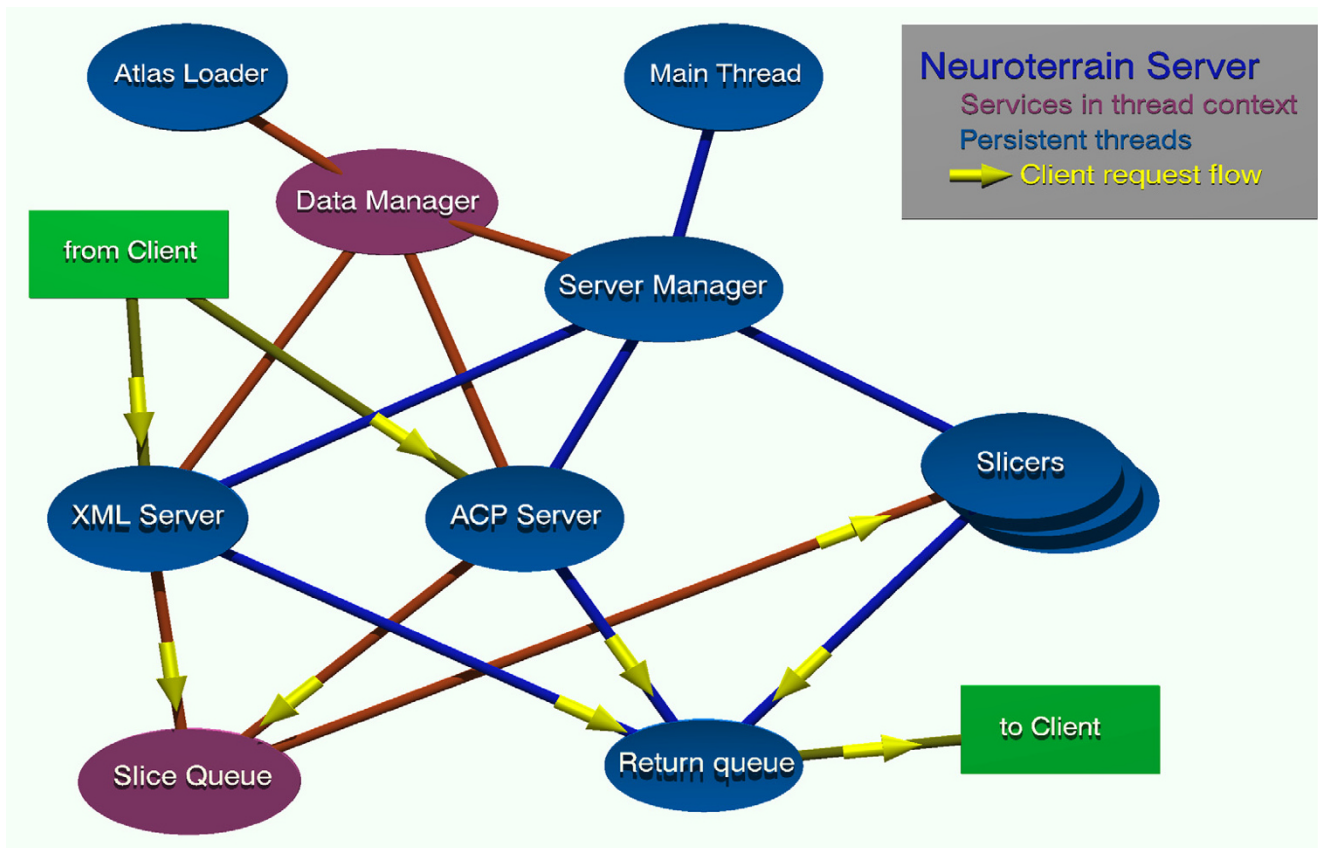 Atlas Loader
Main Thread
Neuroterrain Server
Services in thread context
Persistent threads
Client request flow
Data Manager
from Client
Server Manager
Slicers
XML Server
ACP Server
to Client
Slice Queue
Return queue